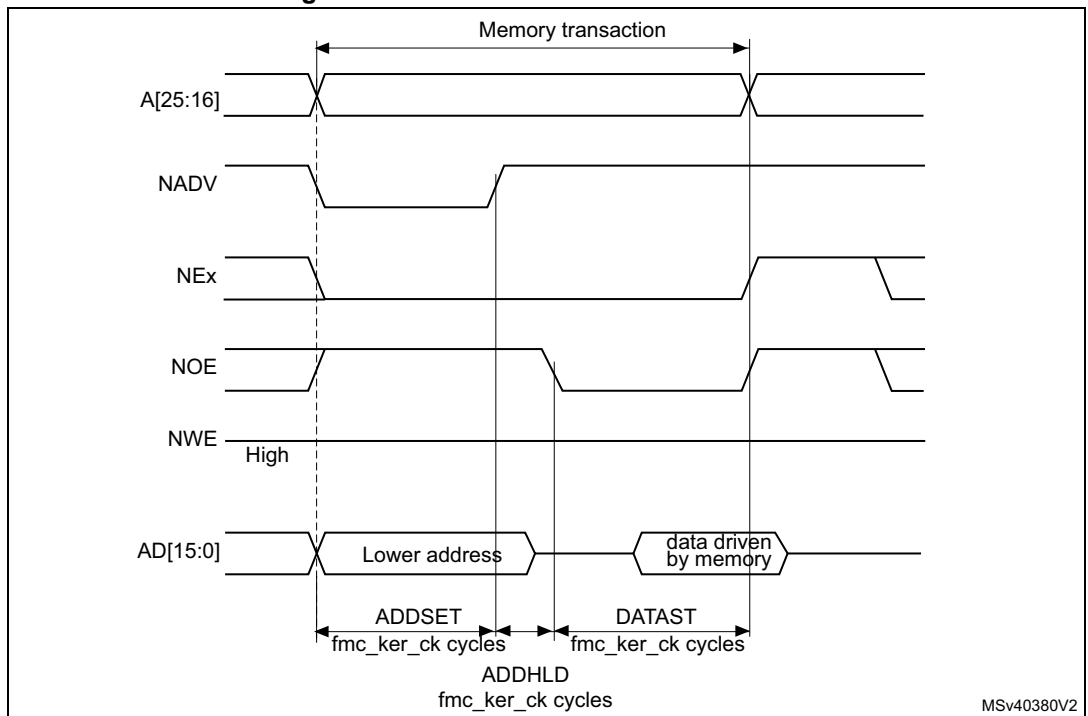 Memory transaction
A[25:16]
NADV
NEx
NOE
NWE
High
AD[15:0]
Lower address
data driven
by memory
ADDSET
fmc_ker_ck cycles
DATAST
fmc_ker_ck cycles
ADDHLD
fmc_ker_ck cycles
MSv40380V2